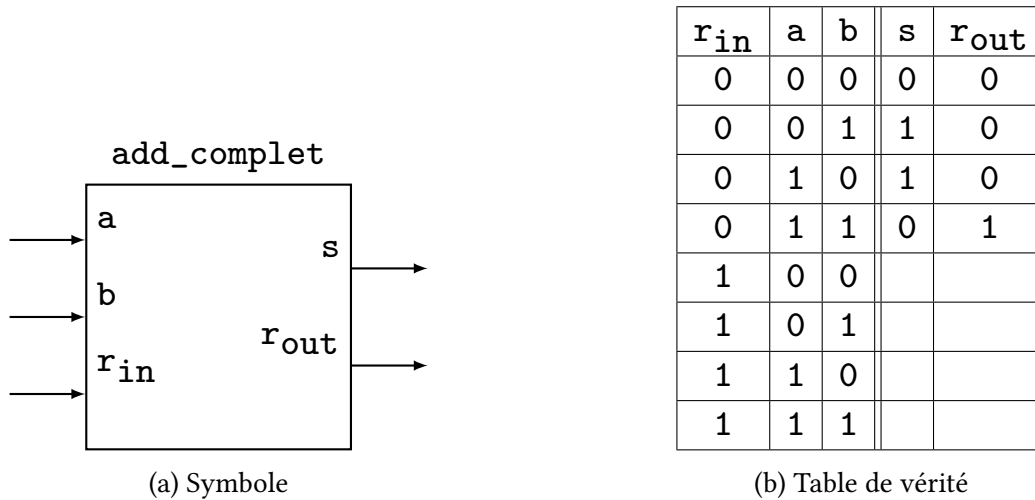 add_complet
a
b
r_in
s
r_out
(a) Symbole
r_in a b s r_out
0 0 0 0 0
0 0 1 1 0
0 1 0 1 0
0 1 1 0 1
1 0 0
1 0 1
1 1 0
1 1 1
(b) Table de vérité